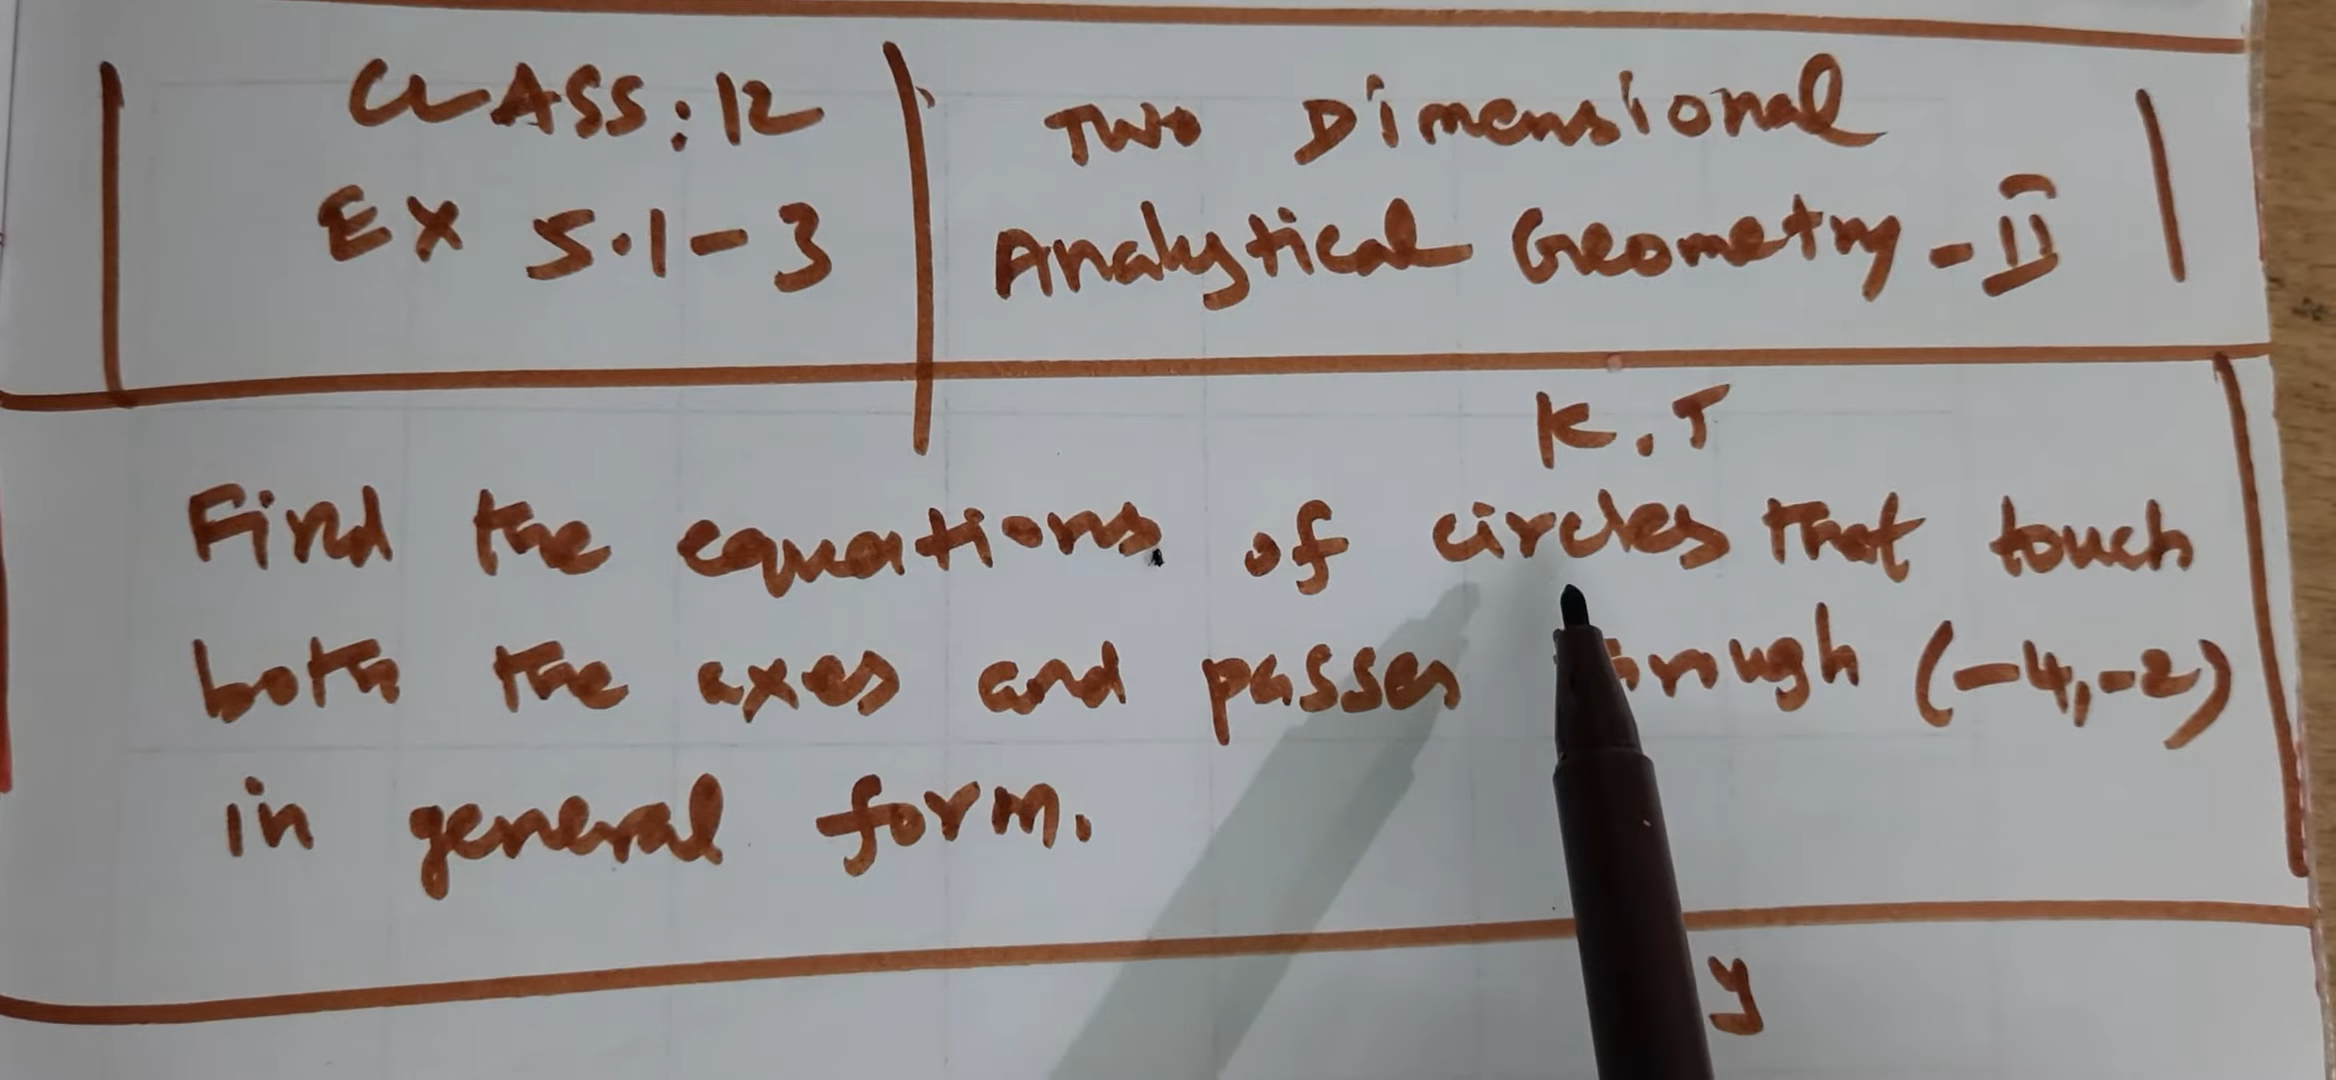 CLASS: 12
EX 5.1-3
Two Dimensional
Analytical Geometry - II
K.T
Find the equations of circles that touch
both the axes and passes through (-4,-2)
in general form.
y